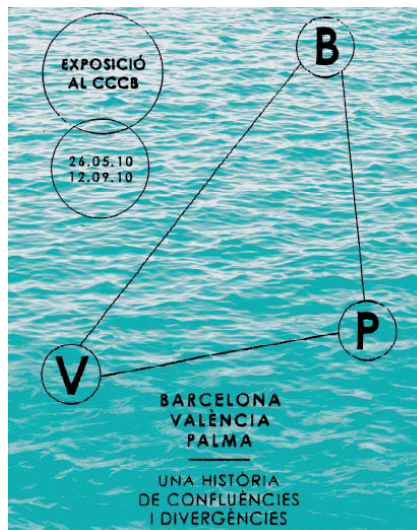 EXPOSICIÓ
AL CCCB
26.05.10
12.09.10
B
P
V
BARCELONA
VALÈNCIA
PALMA
UNA HISTÒRIA
DE CONFLUÈNCIES
I DIVERGÈNCIES